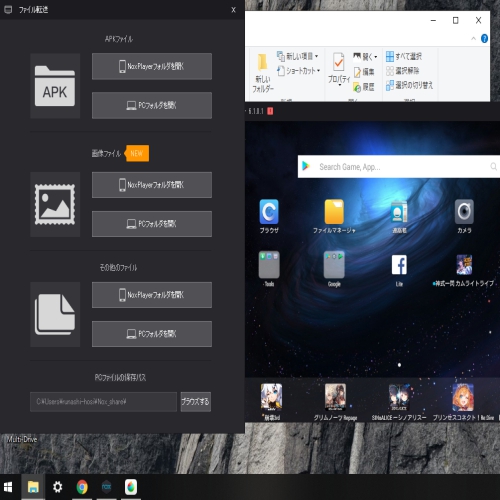 ファイル転送
X
APKファイル
APK
NoxPlayerフォルダを開く
PCフォルダを開く
画像ファイル NEW
NoxPlayerフォルダを開く
PCフォルダを開く
その他のファイル
NoxPlayerフォルダを開く
PCフォルダを開く
PCファイルの保存パス
ブラウズする
Multi-Drive
新しい
フォルダー
新しい項目
ショートカット
プロパティ
開く
編集
履歴
すべて選択
選択解除
選択の切り替え
Search Game, App...
ブラウザ
ファイルマネージャ
連絡帳
カメラ
Tools
Google
Lite
神式一閃 カムライトライブ
崩壊3rd
グリムノーツ Repage
SINoALICE ーシノアリスー
プリンセスコネクト！Re:Dive